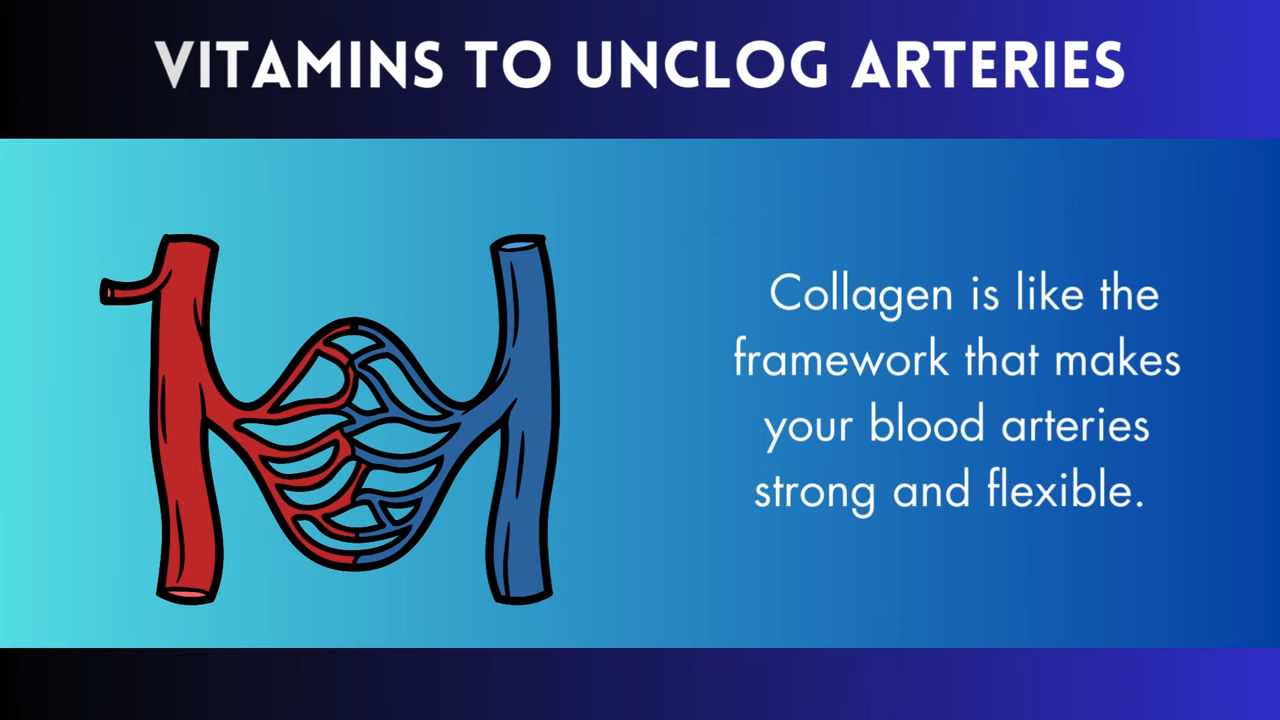 VITAMINS TO UNCLOG ARTERIES
Collagen is like the
framework that makes
your blood arteries
strong and flexible.